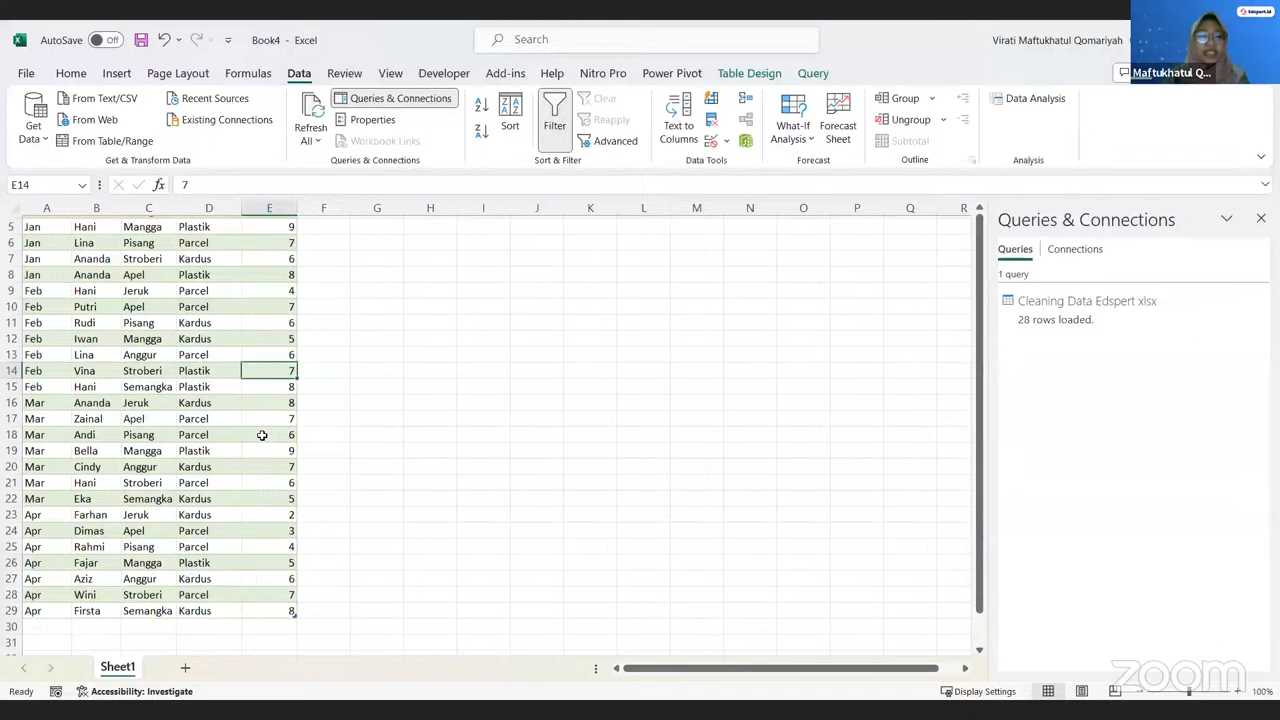 Edspert.id
AutoSave Off Book4 - Excel Search Virati Maftukhatul Qomariyah
Maftukhatul Q...
File Home Insert Page Layout Formulas Data Review View Developer Add-ins Help Nitro Pro Power Pivot Table Design Query
Get Data
From Text/CSV
From Web
From Table/Range
Recent Sources
Existing Connections
Get & Transform Data
Refresh All
Queries & Connections
Properties
Workbook Links
Queries & Connections
Sort
Filter
Clear
Reapply
Advanced
Sort & Filter
Text to Columns
Data Tools
What-If Analysis
Forecast Sheet
Forecast
Group
Ungroup
Subtotal
Outline
Data Analysis
Analysis
E14 fx 7
A B C D E F G H I J K L M N O P Q R
5 Jan Hani Mangga Plastik 9
6 Jan Lina Pisang Parcel 7
7 Jan Ananda Stroberi Kardus 6
8 Jan Ananda Apel Plastik 8
9 Feb Hani Jeruk Parcel 4
10 Feb Putri Apel Parcel 7
11 Feb Rudi Pisang Kardus 6
12 Feb Iwan Mangga Kardus 5
13 Feb Lina Anggur Parcel 6
14 Feb Vina Stroberi Plastik 7
15 Feb Hani Semangka Plastik 8
16 Mar Ananda Jeruk Kardus 8
17 Mar Zainal Apel Parcel 7
18 Mar Andi Pisang Parcel 6
19 Mar Bella Mangga Plastik 9
20 Mar Cindy Anggur Kardus 7
21 Mar Hani Stroberi Parcel 6
22 Mar Eka Semangka Kardus 5
23 Apr Farhan Jeruk Kardus 2
24 Apr Dimas Apel Parcel 3
25 Apr Rahmi Pisang Parcel 4
26 Apr Fajar Mangga Plastik 5
27 Apr Aziz Anggur Kardus 6
28 Apr Wini Stroberi Parcel 7
29 Apr Firsta Semangka Kardus 8
30
31
Queries & Connections
Queries Connections
1 query
Cleaning Data Edspert xlsx
28 rows loaded.
Sheet1
Ready Accessibility: Investigate Display Settings 100%
zoom